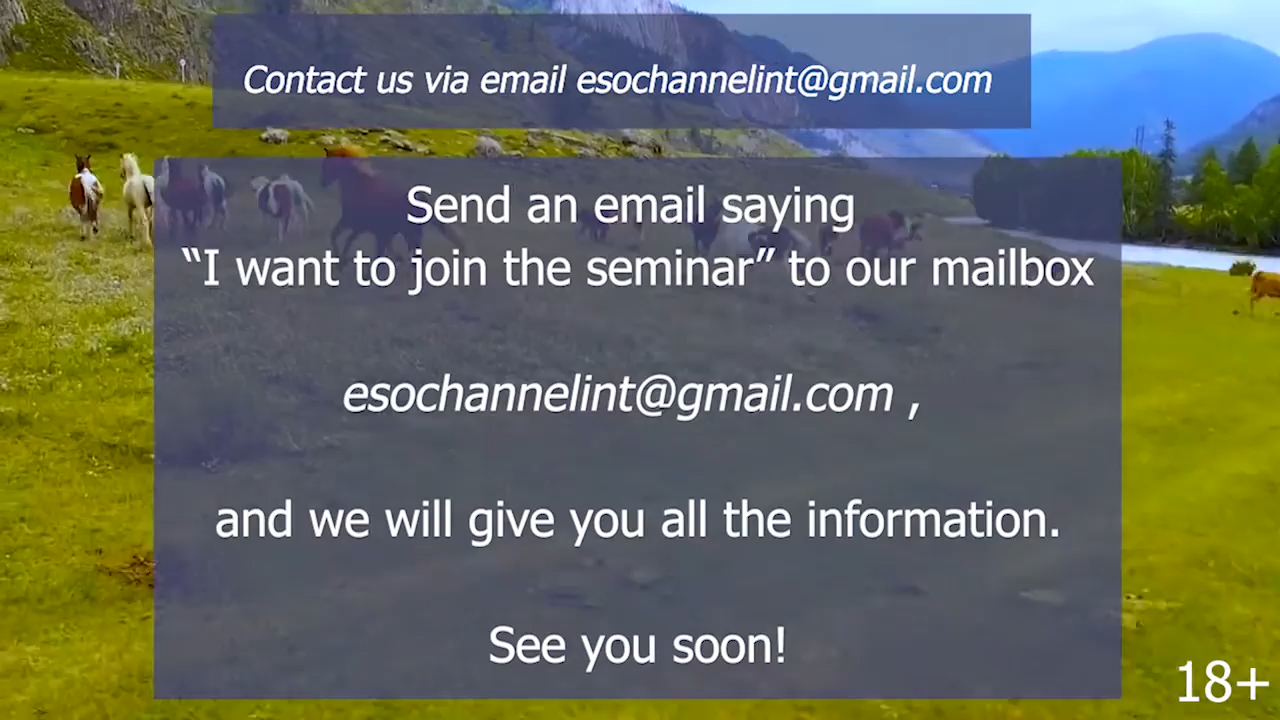 Contact us via email esochannelint@gmail.com
Send an email saying
“I want to join the seminar” to our mailbox
esochannelint@gmail.com ,
and we will give you all the information.
See you soon!
18+